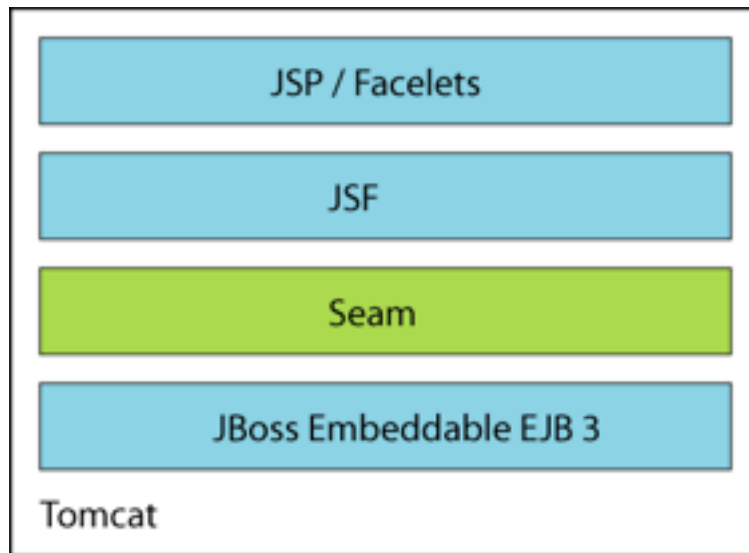 JSP / Facelets
JSF
Seam
JBoss Embeddable EJB 3
Tomcat